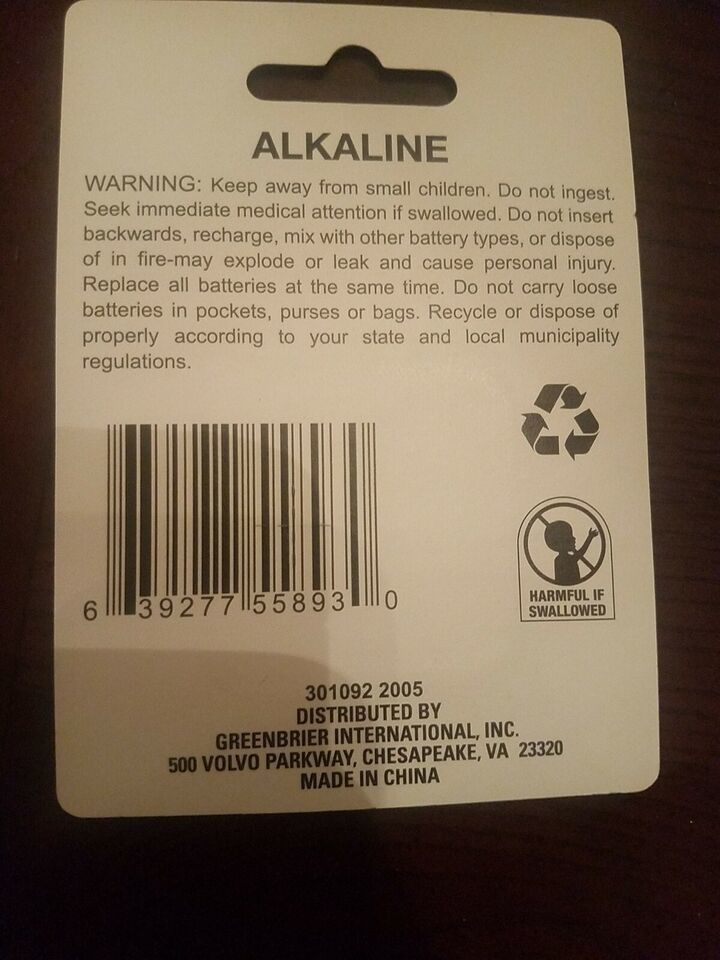 ALKALINE
WARNING: Keep away from small children. Do not ingest.
Seek immediate medical attention if swallowed. Do not insert
backwards, recharge, mix with other battery types, or dispose
of in fire-may explode or leak and cause personal injury.
Replace all batteries at the same time. Do not carry loose
batteries in pockets, purses or bags. Recycle or dispose of
properly according to your state and local municipality
regulations.
HARMFUL IF
SWALLOWED
6 39277 55893 0
301092 2005
DISTRIBUTED BY
GREENBRIER INTERNATIONAL, INC.
500 VOLVO PARKWAY, CHESAPEAKE, VA 23320
MADE IN CHINA